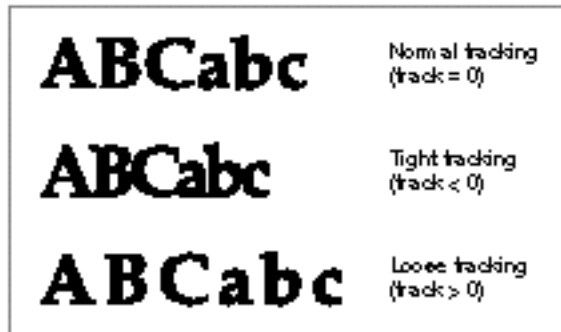 ABCabc
Normal tracking
(track = 0)
ABCabc
Tight tracking
(track < 0)
ABCabc
Loose tracking
(track > 0)